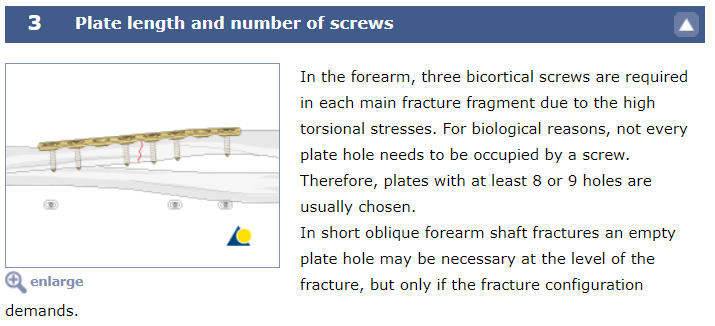 3 Plate length and number of screws
In the forearm, three bicortical screws are required
in each main fracture fragment due to the high
torsional stresses. For biological reasons, not every
plate hole needs to be occupied by a screw.
Therefore, plates with at least 8 or 9 holes are
usually chosen.
In short oblique forearm shaft fractures an empty
plate hole may be necessary at the level of the
fracture, but only if the fracture configuration
demands.
enlarge